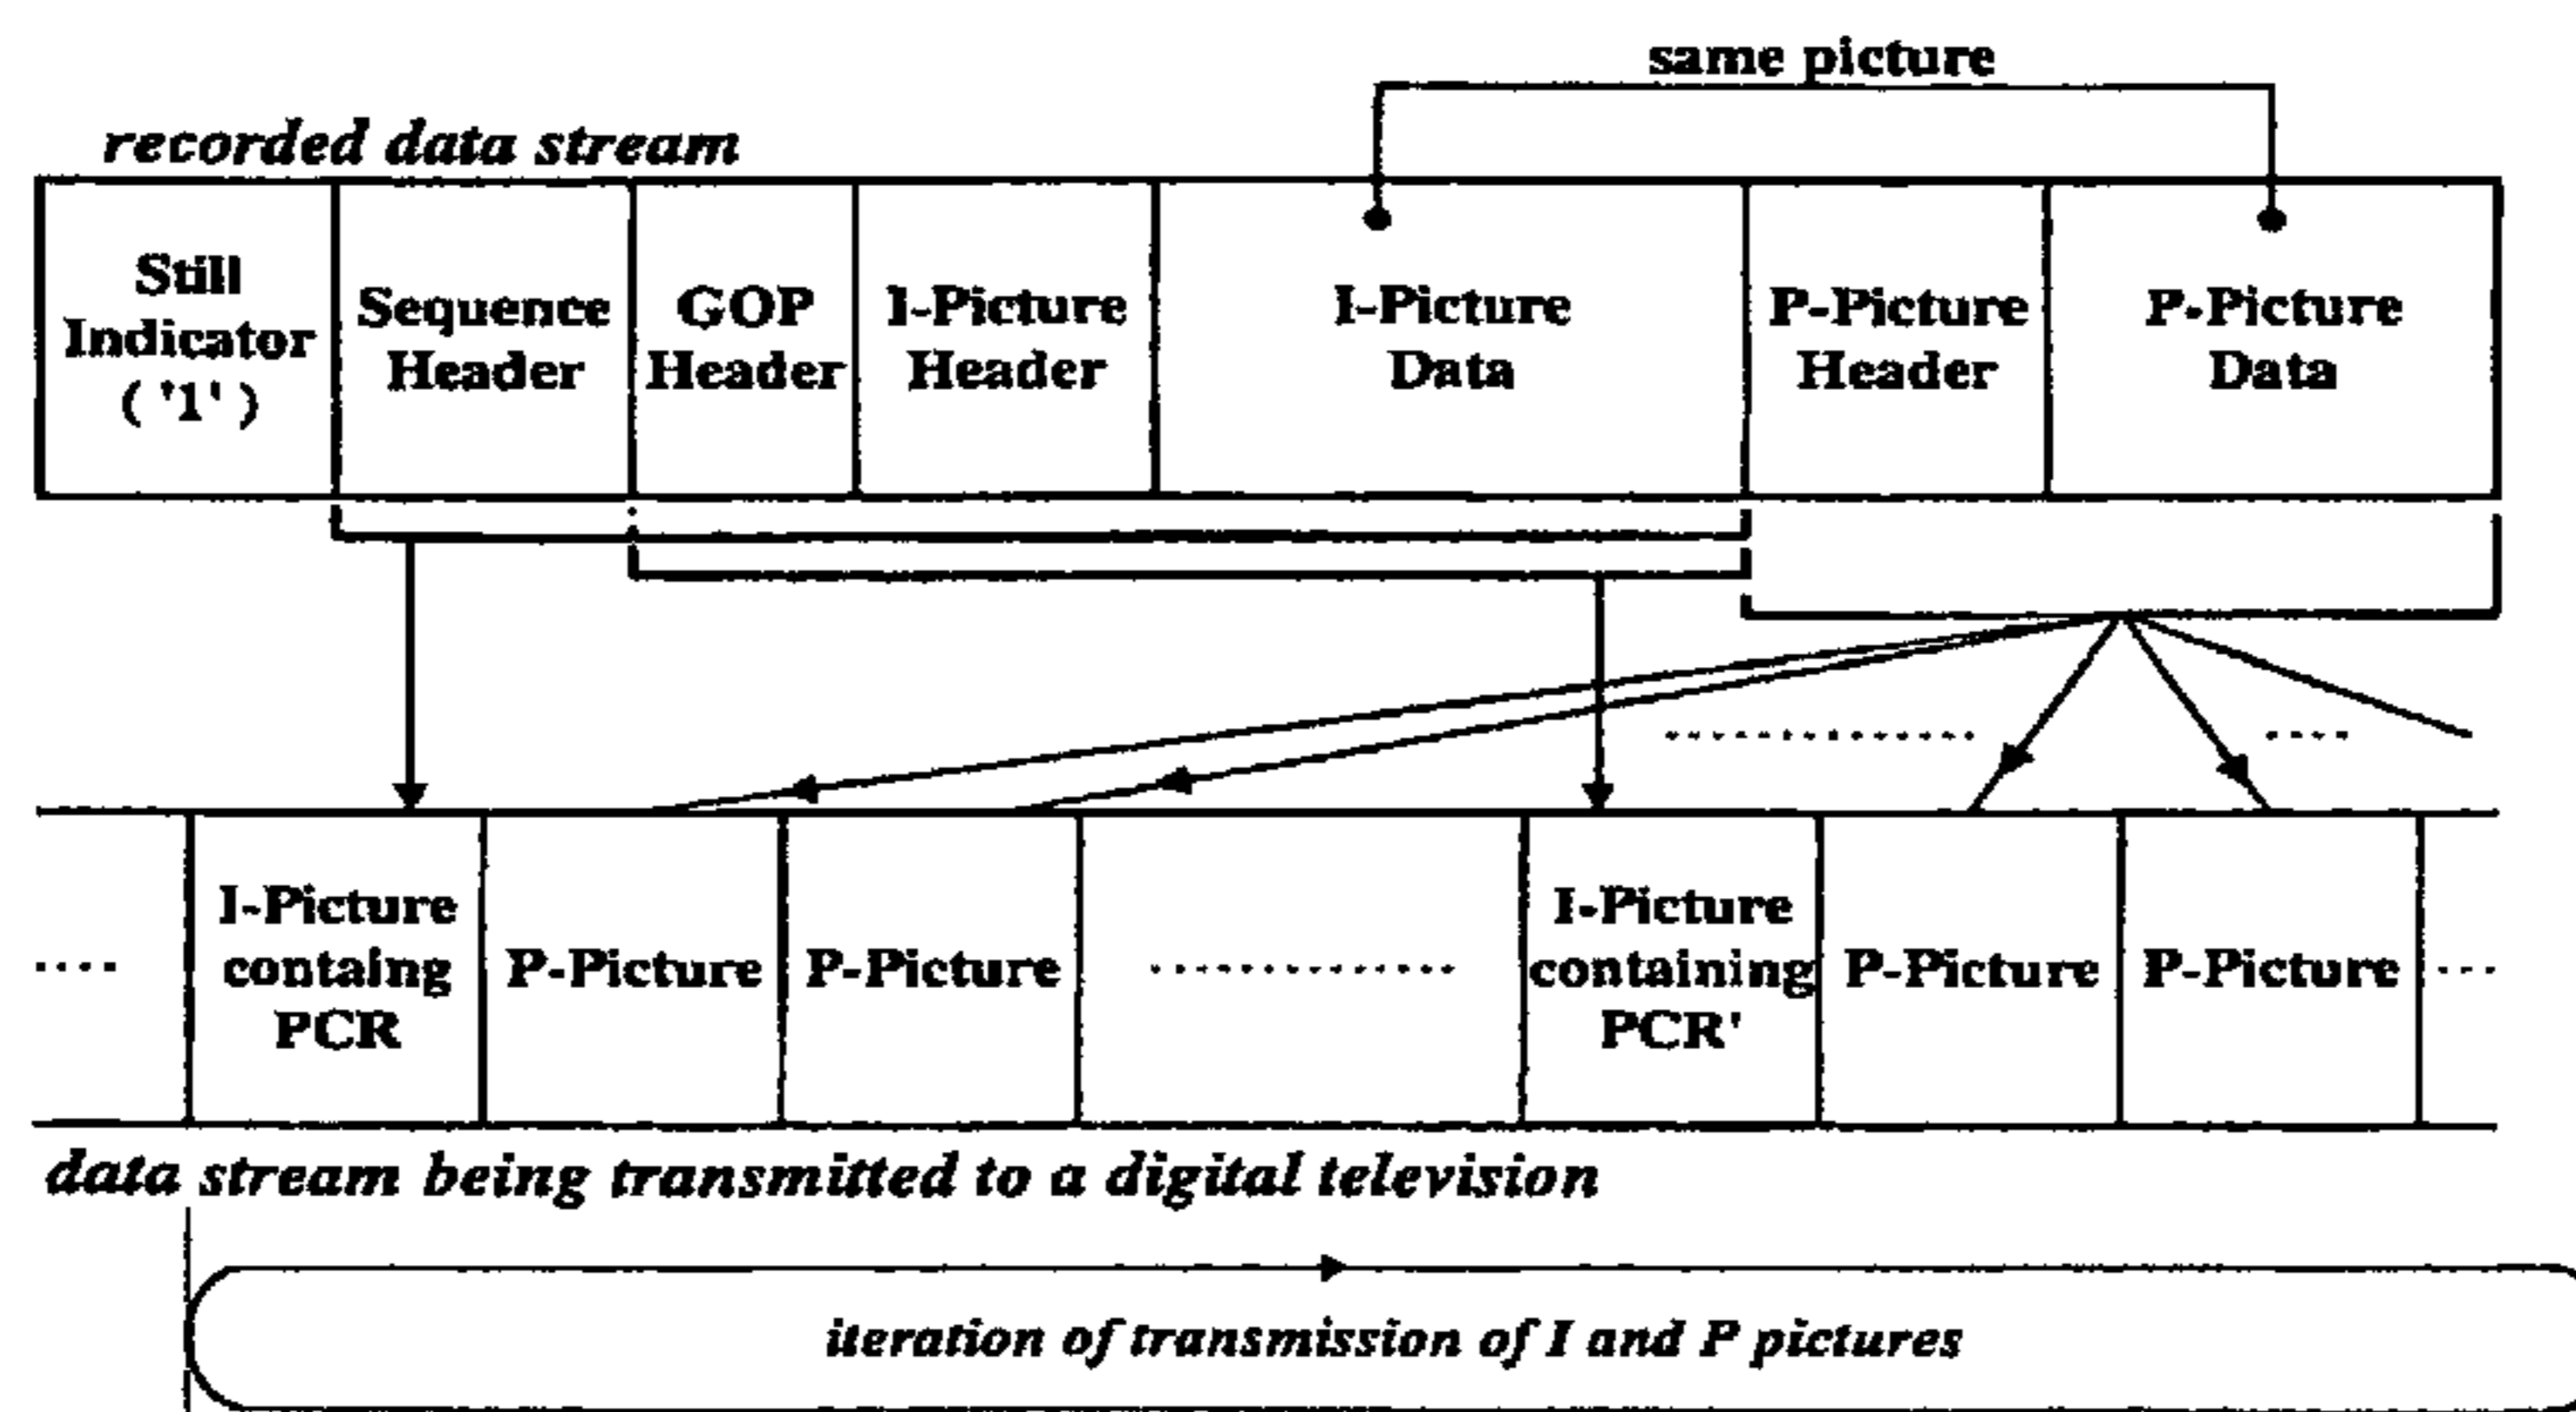 same picture
recorded data stream
Still
Indicator
( '1' )
Sequence
Header
GOP
Header
I-Picture
Header
I-Picture
Data
P-Picture
Header
P-Picture
Data
I-Picture
containg
PCR
P-Picture
P-Picture
I-Picture
containing
PCR'
P-Picture
P-Picture
data stream being transmitted to a digital television
iteration of transmission of I and P pictures